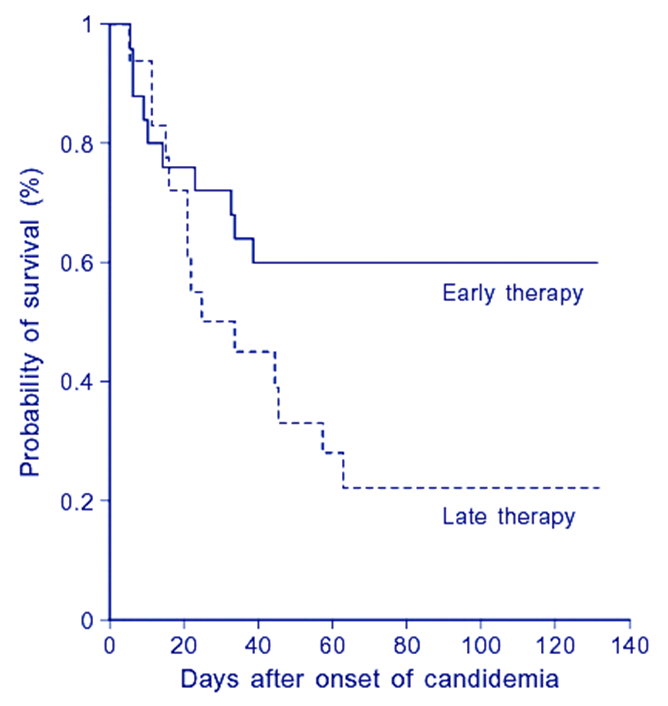 Probability of survival (%)
1
0.8
0.6
0.4
0.2
0
Early therapy
Late therapy
0 20 40 60 80 100 120 140
Days after onset of candidemia